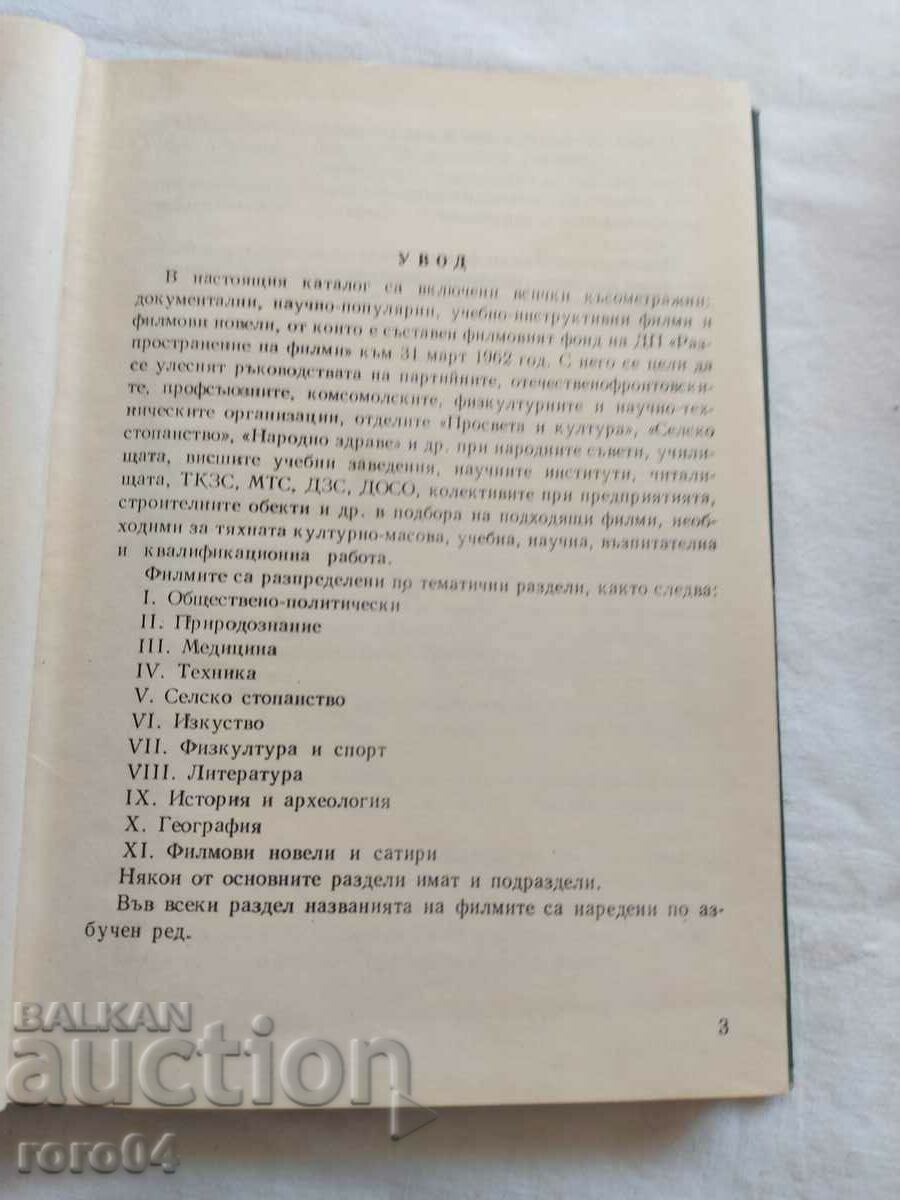 УВОД
В настоящия каталог са включени всички късометражни:
документални, научно-популярни, учебно-инструктивни филми и
филмови новели, от които е съставен филмовият фонд на ДП «Раз-
пространение на филми» към 31 март 1962 год. С него се цели да
се улеснят ръководствата на партийните, отечественофронтовски-
те, профсъюзните, комсомолските, физкултурните и научно-тех-
ническите организации, отделите «Просвета и култура», «Селско
стопанство», «Народно здраве» и др. при народните съвети, учили-
щата, висшите учебни заведения, научните институти, читали-
щата, ТКЗС, МТС, ДЗС, ДОСО, колективите при предприятията,
строителните обекти и др. в подбора на подходящи филми, необ-
ходими за тяхната културно-масова, учебна, научна, възпитателна
и квалификационна работа.
Филмите са разпределени по тематични раздели, както следва:
I. Обществено-политически
II. Природознание
III. Медицина
IV. Техника
V. Селско стопанство
VI. Изкуство
VII. Физкултура и спорт
VIII. Литература
IX. История и археология
X. География
XI. Филмови новели и сатири
Някои от основните раздели имат и подраздели.
Във всеки раздел названията на филмите са наредени по аз-
бучен ред.
3
BALKAN
auction
roro04